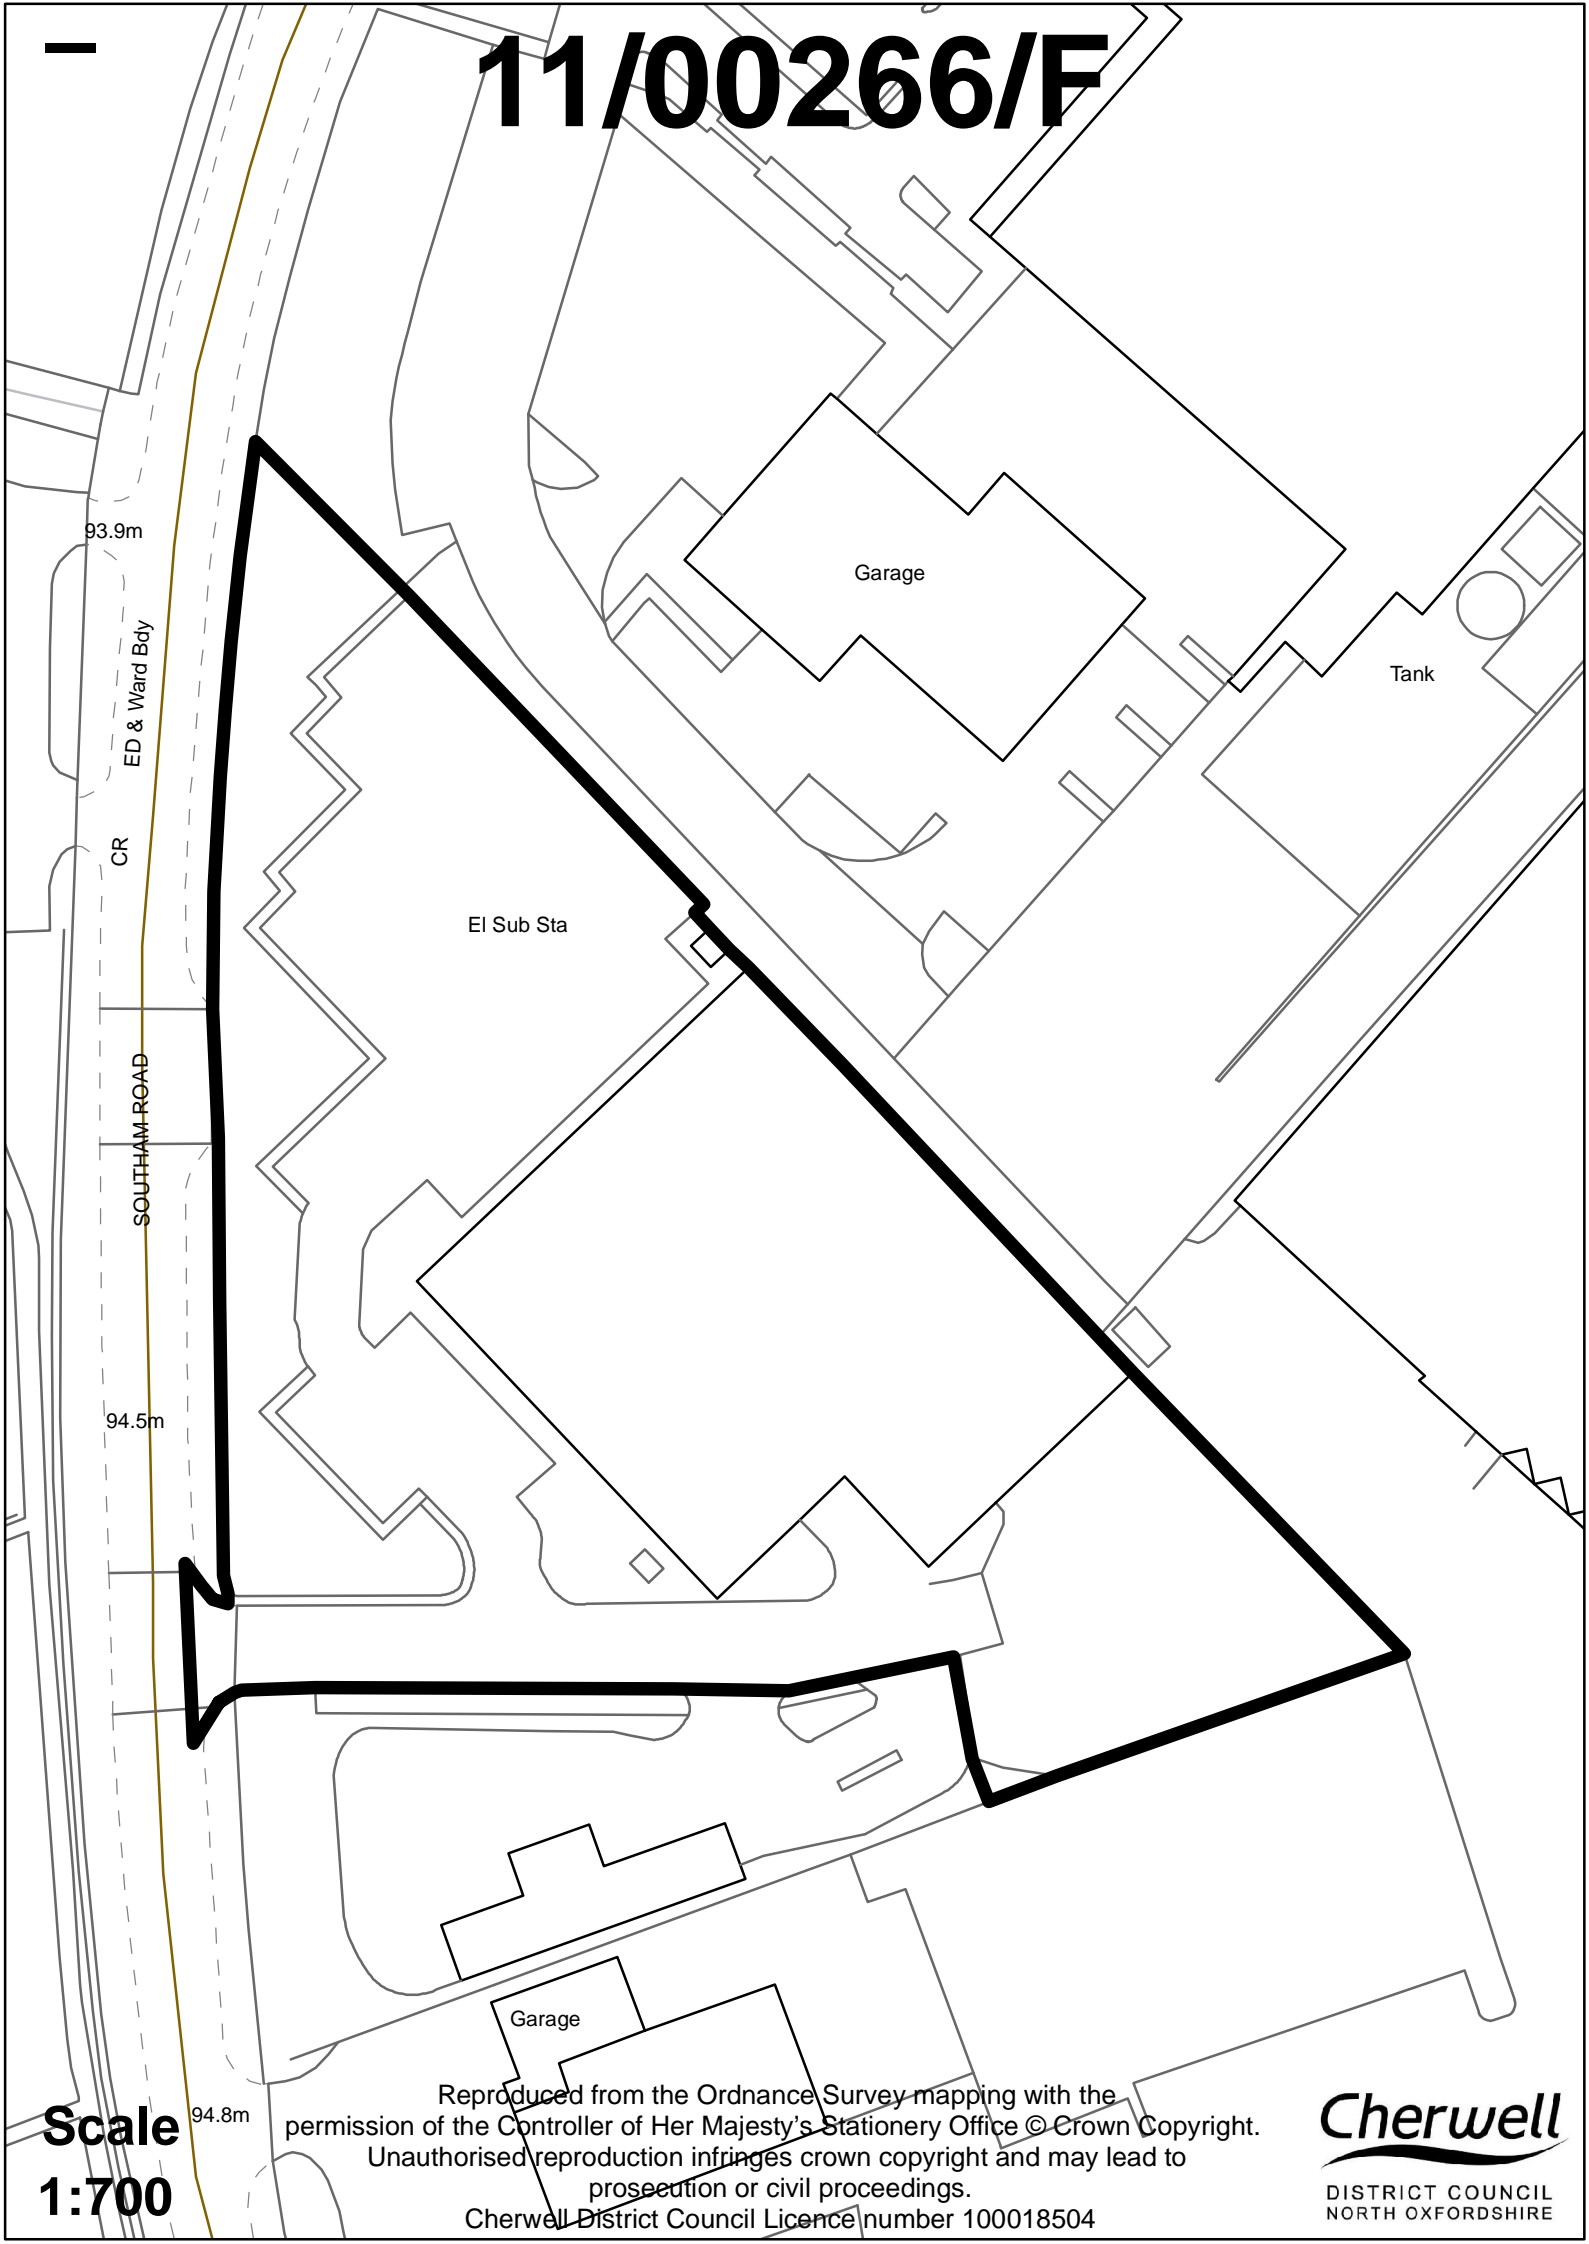 11/00266/F
93.9m
Garage
ED & Ward Bdy
Tank
CR
El Sub Sta
SOUTHAM ROAD
94.5m
Garage
Scale
1:700
94.8m
Reproduced from the Ordnance Survey mapping with the
permission of the Controller of Her Majesty's Stationery Office © Crown Copyright.
Unauthorised reproduction infringes crown copyright and may lead to
prosecution or civil proceedings.
Cherwell District Council Licence number 100018504
Cherwell
DISTRICT COUNCIL
NORTH OXFORDSHIRE